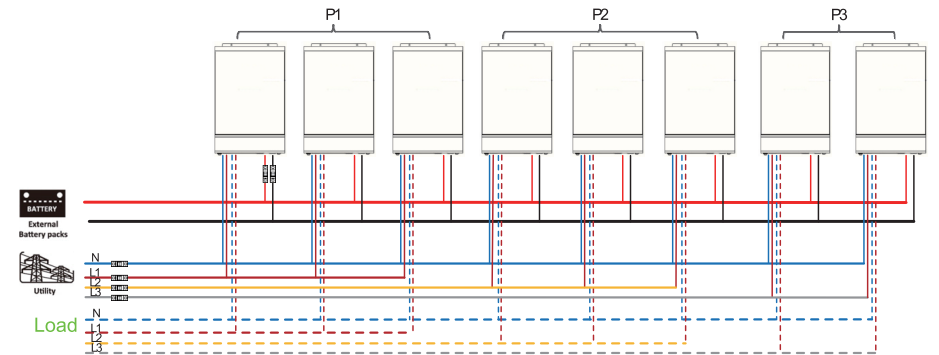 P1 P2 P3
BATTERY
External
Battery packs
N
L1
L2
L3
Utility
N
Load
L1
L2
L3